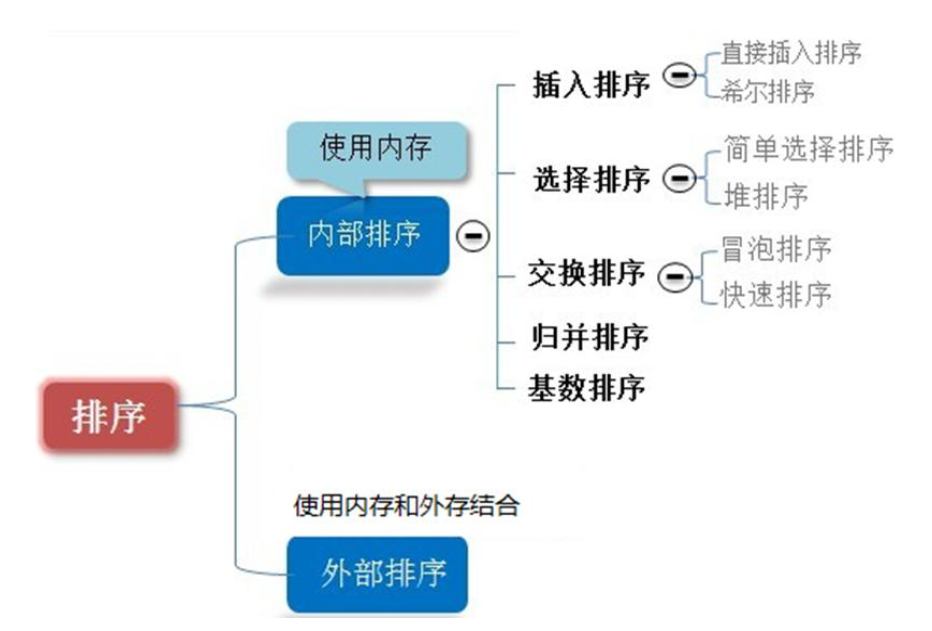 直接插入排序
插入排序
希尔排序
使用内存
简单选择排序
选择排序
堆排序
内部排序
冒泡排序
交换排序
快速排序
归并排序
基数排序
排序
使用内存和外存结合
外部排序